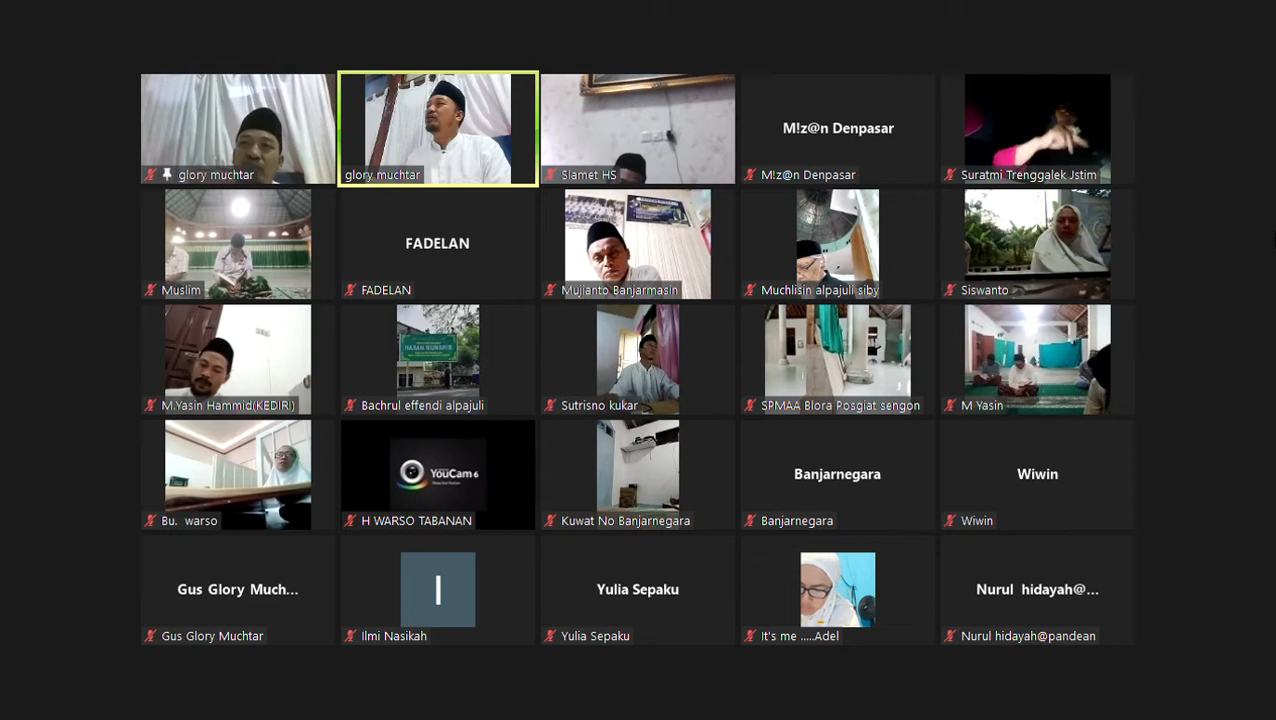 glory muchtar
glory muchtar
Slamet HS
M!z@n Denpasar
M!z@n Denpasar
Suratmi Trenggalek Jstim
Muslim
FADELAN
FADELAN
Mujianto Banjarmasin
Muchlisin alpajuli siby
Siswanto
M.Yasin Hammid(KEDIRI)
Bachrul effendi alpajuli
Sutrisno kukar
SPMAA Blora Posgiat sengon
M Yasin
Bu. warso
YouCam 6
H WARSO TABANAN
Kuwat No Banjarnegara
Banjarnegara
Banjarnegara
Wiwin
Wiwin
Gus Glory Much...
Gus Glory Muchtar
I
Ilmi Nasikah
Yulia Sepaku
Yulia Sepaku
It's me .....Adel
Nurul hidayah@...
Nurul hidayah@pandean